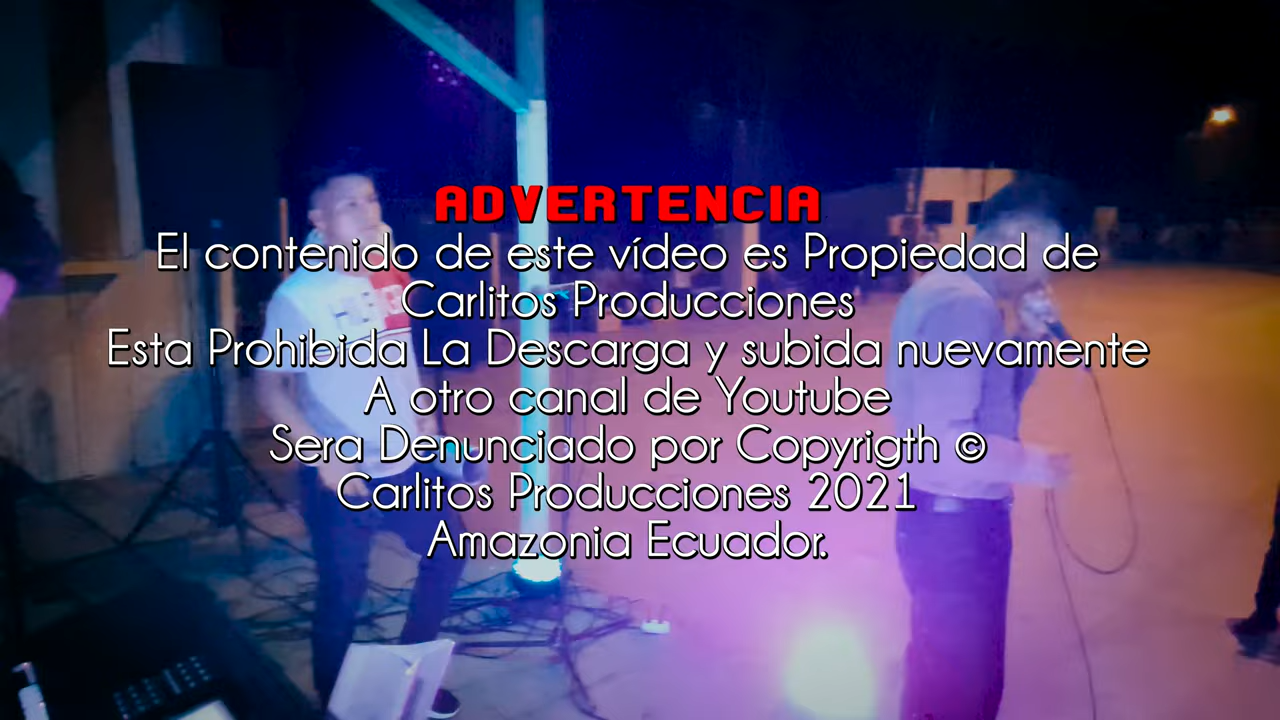 ADVERTENCIA
El contenido de este vídeo es Propiedad de
Carlitos Producciones
Esta Prohibida La Descarga y subida nuevamente
A otro canal de Youtube
Sera Denunciado por Copyrigth ©
Carlitos Producciones 2021
Amazonia Ecuador.